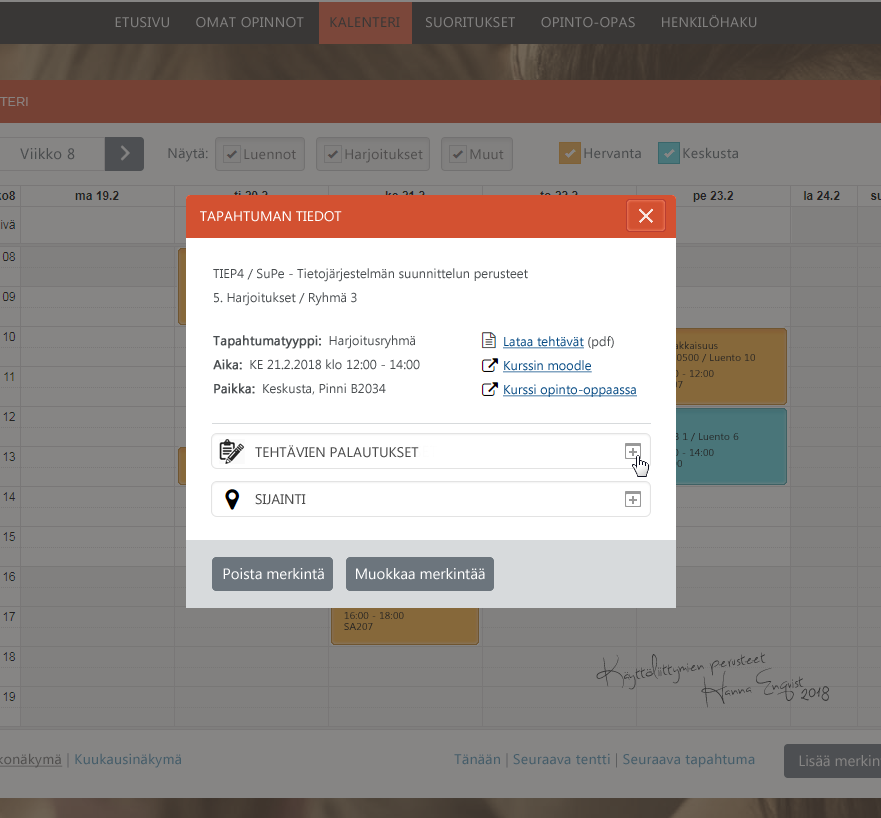 ETUSIVU OMAT OPINNOT KALENTERI SUORITUKSET OPINTO-OPAS HENKILÖHAKU
TERI
Viikko 8 Näytä: Luennot Harjoitukset Muut Hervanta Keskusta
ko8 ma 19.2 ti 20.2 ke 21.2 to 22.2 pe 23.2 la 24.2 su
ivä
TAPAHTUMAN TIEDOT
TIEP4 / SuPe - Tietojärjestelmän suunnittelun perusteet
5. Harjoitukset / Ryhmä 3
Tapahtumatyyppi: Harjoitusryhmä
Aika: KE 21.2.2018 klo 12:00 - 14:00
Paikka: Keskusta, Pinni B2034
Lataa tehtävät (pdf)
Kurssin moodle
Kurssi opinto-oppaassa
TEHTÄVIEN PALAUTUKSET
SIJAINTI
Poista merkintä Muokkaa merkintää
08
09
10
11
12
13
14
15
16
17
18
19
akkaisuus
0500 / Luento 10
- 12:00
07
3 1 / Luento 6
- 14:00
0
16:00 - 18:00
SA207
Käyttöliittymien perusteet
Hanna Enqvist 2018
konäkymä | Kuukausinäkymä Tänään | Seuraava tentti | Seuraava tapahtuma Lisää merkin